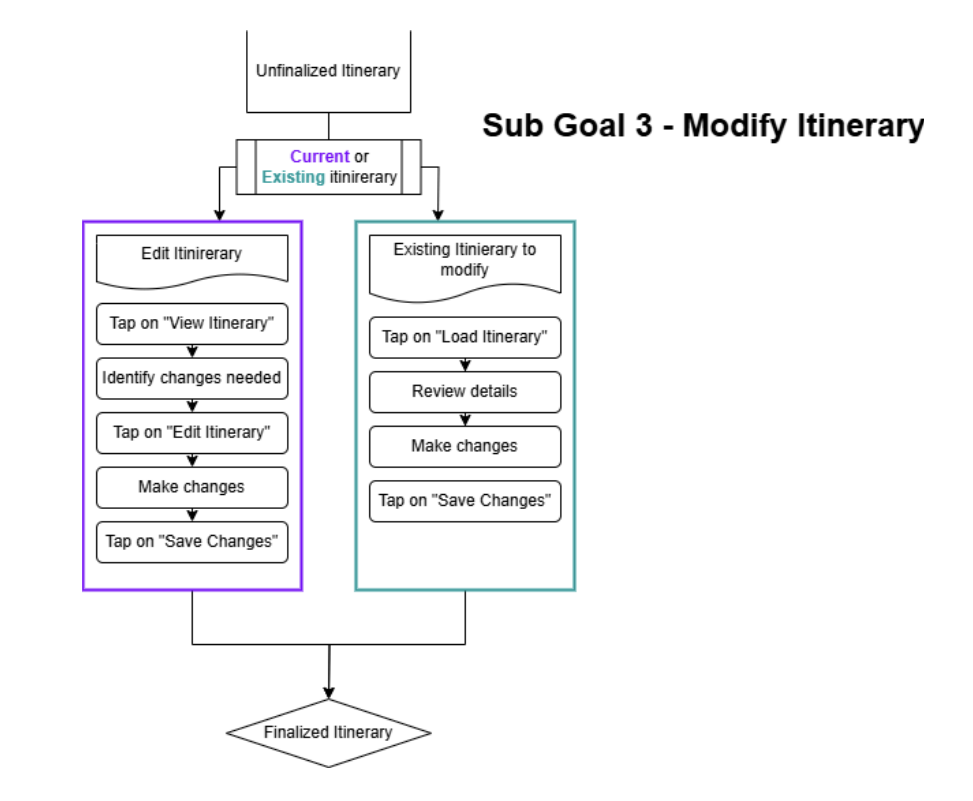 Unfinalized Itinerary
Sub Goal 3 - Modify Itinerary
Current or
Existing itinirerary
Edit Itinirerary
Tap on "View Itinerary"
Identify changes needed
Tap on "Edit Itinerary"
Make changes
Tap on "Save Changes"
Existing Itinierary to
modify
Tap on "Load Itinerary"
Review details
Make changes
Tap on "Save Changes"
Finalized Itinerary